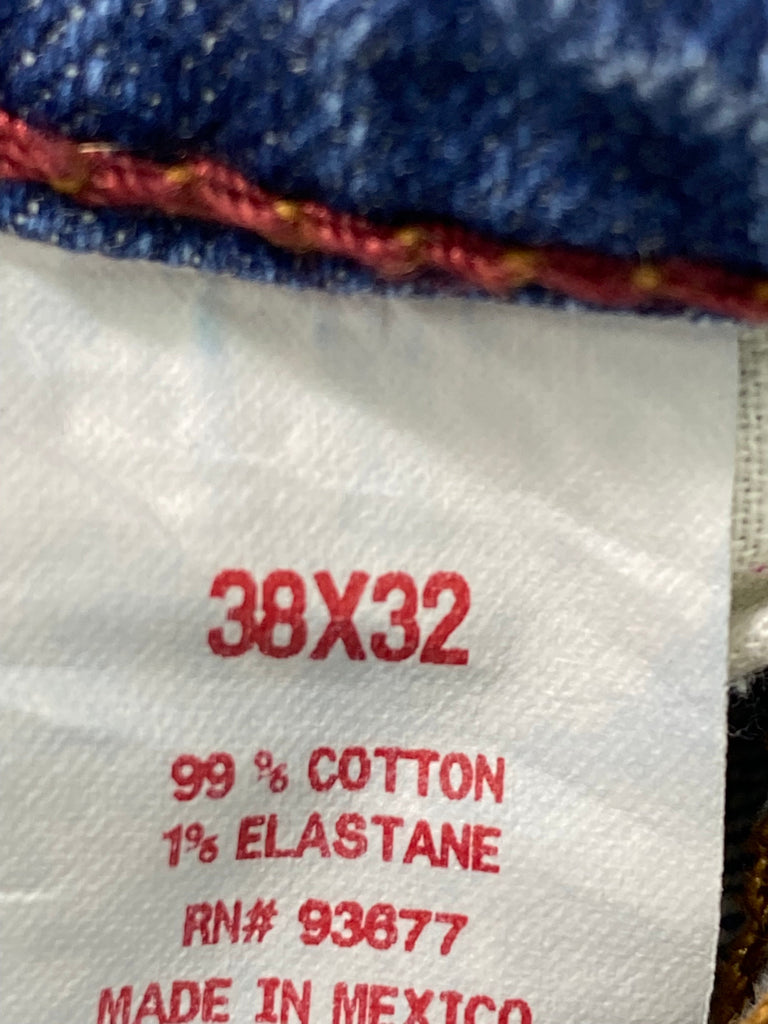 38X32
99 % COTTON
1% ELASTANE
RN# 93677
MADE IN MEXICO